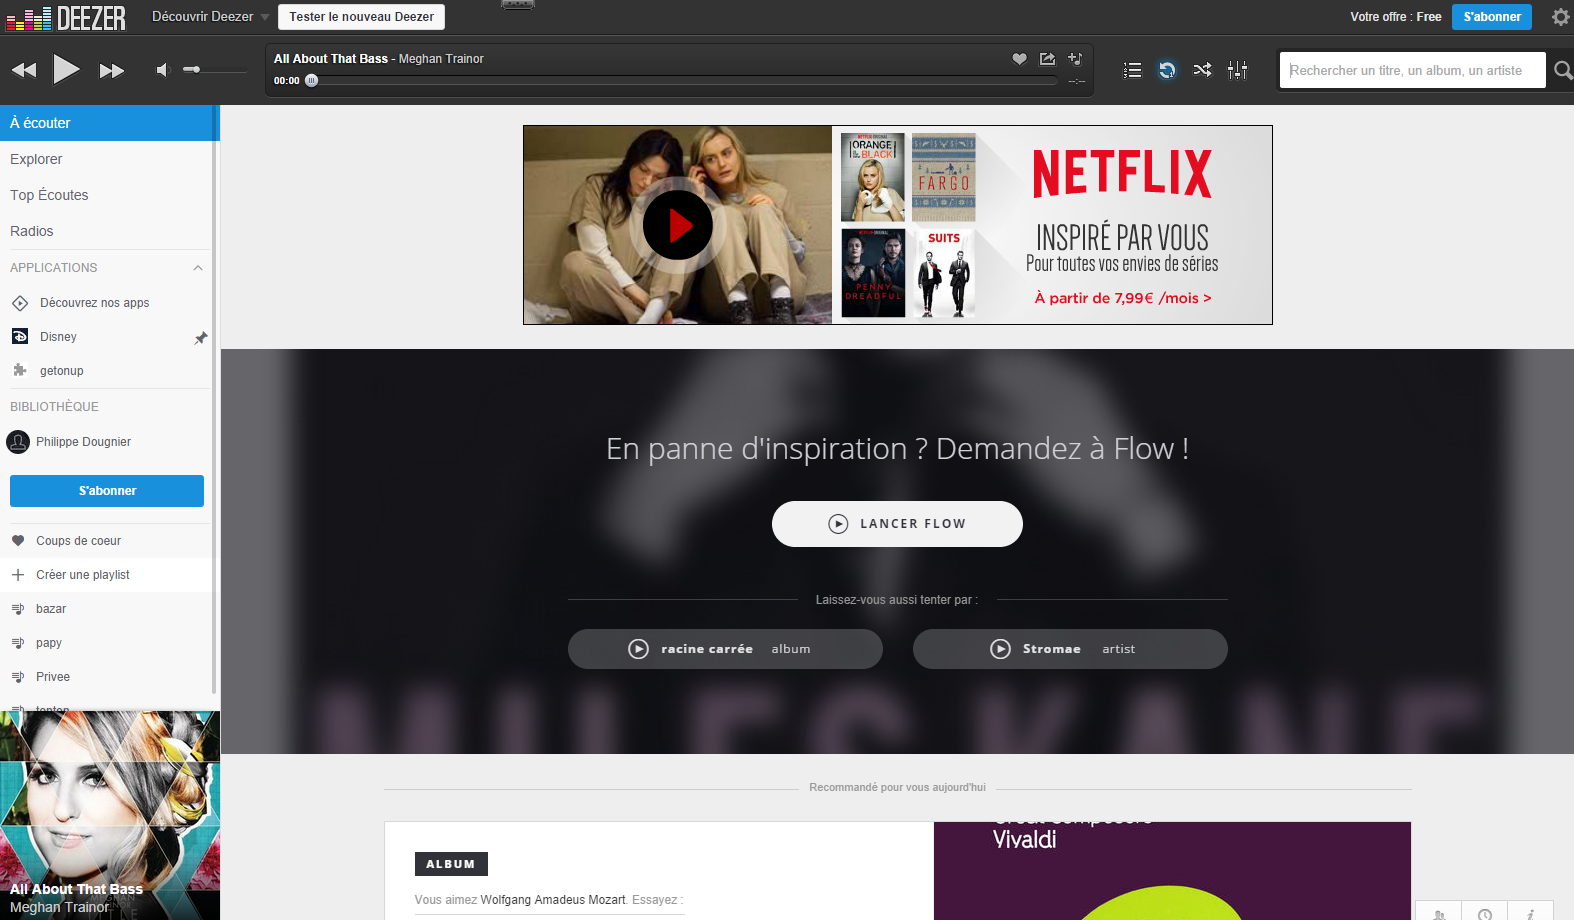 DEEZER
Découvrir Deezer
Tester le nouveau Deezer
Votre offre : Free
S'abonner
All About That Bass - Meghan Trainor
00:00
--:--
Rechercher un titre, un album, un artiste
À écouter
Explorer
Top Écoutes
Radios
APPLICATIONS
Découvrez nos apps
Disney
getonup
BIBLIOTHÈQUE
Philippe Dougnier
S'abonner
Coups de coeur
Créer une playlist
bazar
papy
Privee
All About That Bass
Meghan Trainor
ORANGE
BLACK
FARGO
PENNY
DREADFUL
SUITS
NETFLIX
INSPIRÉ PAR VOUS
Pour toutes vos envies de séries
À partir de 7,99€ /mois >
En panne d'inspiration ? Demandez à Flow !
LANCER FLOW
Laissez-vous aussi tenter par :
racine carrée album
Stromae artist
MILES KANE
Recommandé pour vous aujourd'hui
ALBUM
Vous aimez Wolfgang Amadeus Mozart. Essayez :
Vivaldi